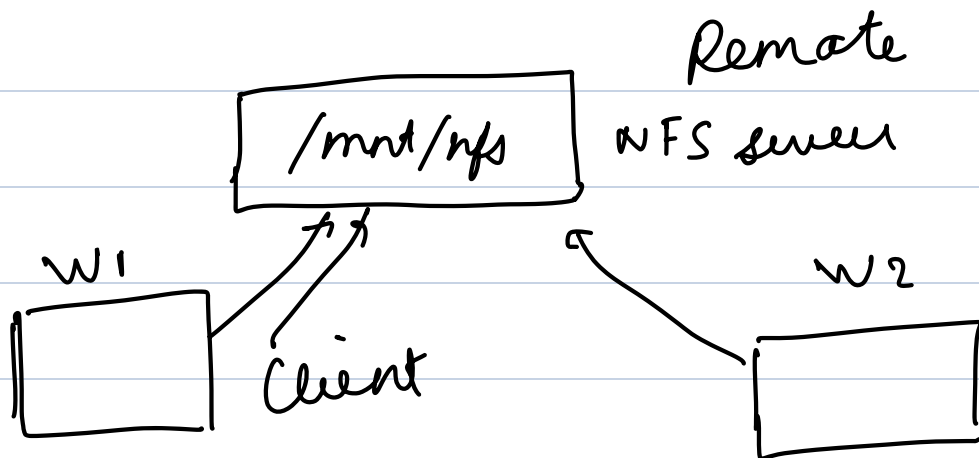 Remote
/mnt/nfs
NFS server
W1
W2
Client